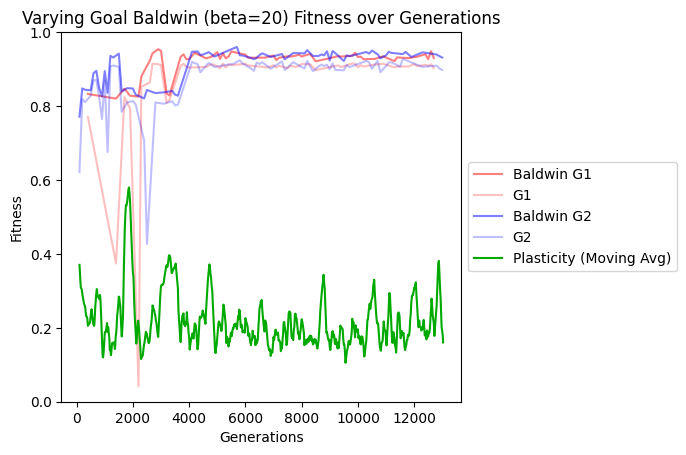 Varying Goal Baldwin (beta=20) Fitness over Generations
1.0
0.8
0.6
0.4
0.2
0.0
Fitness
0
2000
4000
6000
8000
10000
12000
Generations
Baldwin G1
G1
Baldwin G2
G2
Plasticity (Moving Avg)